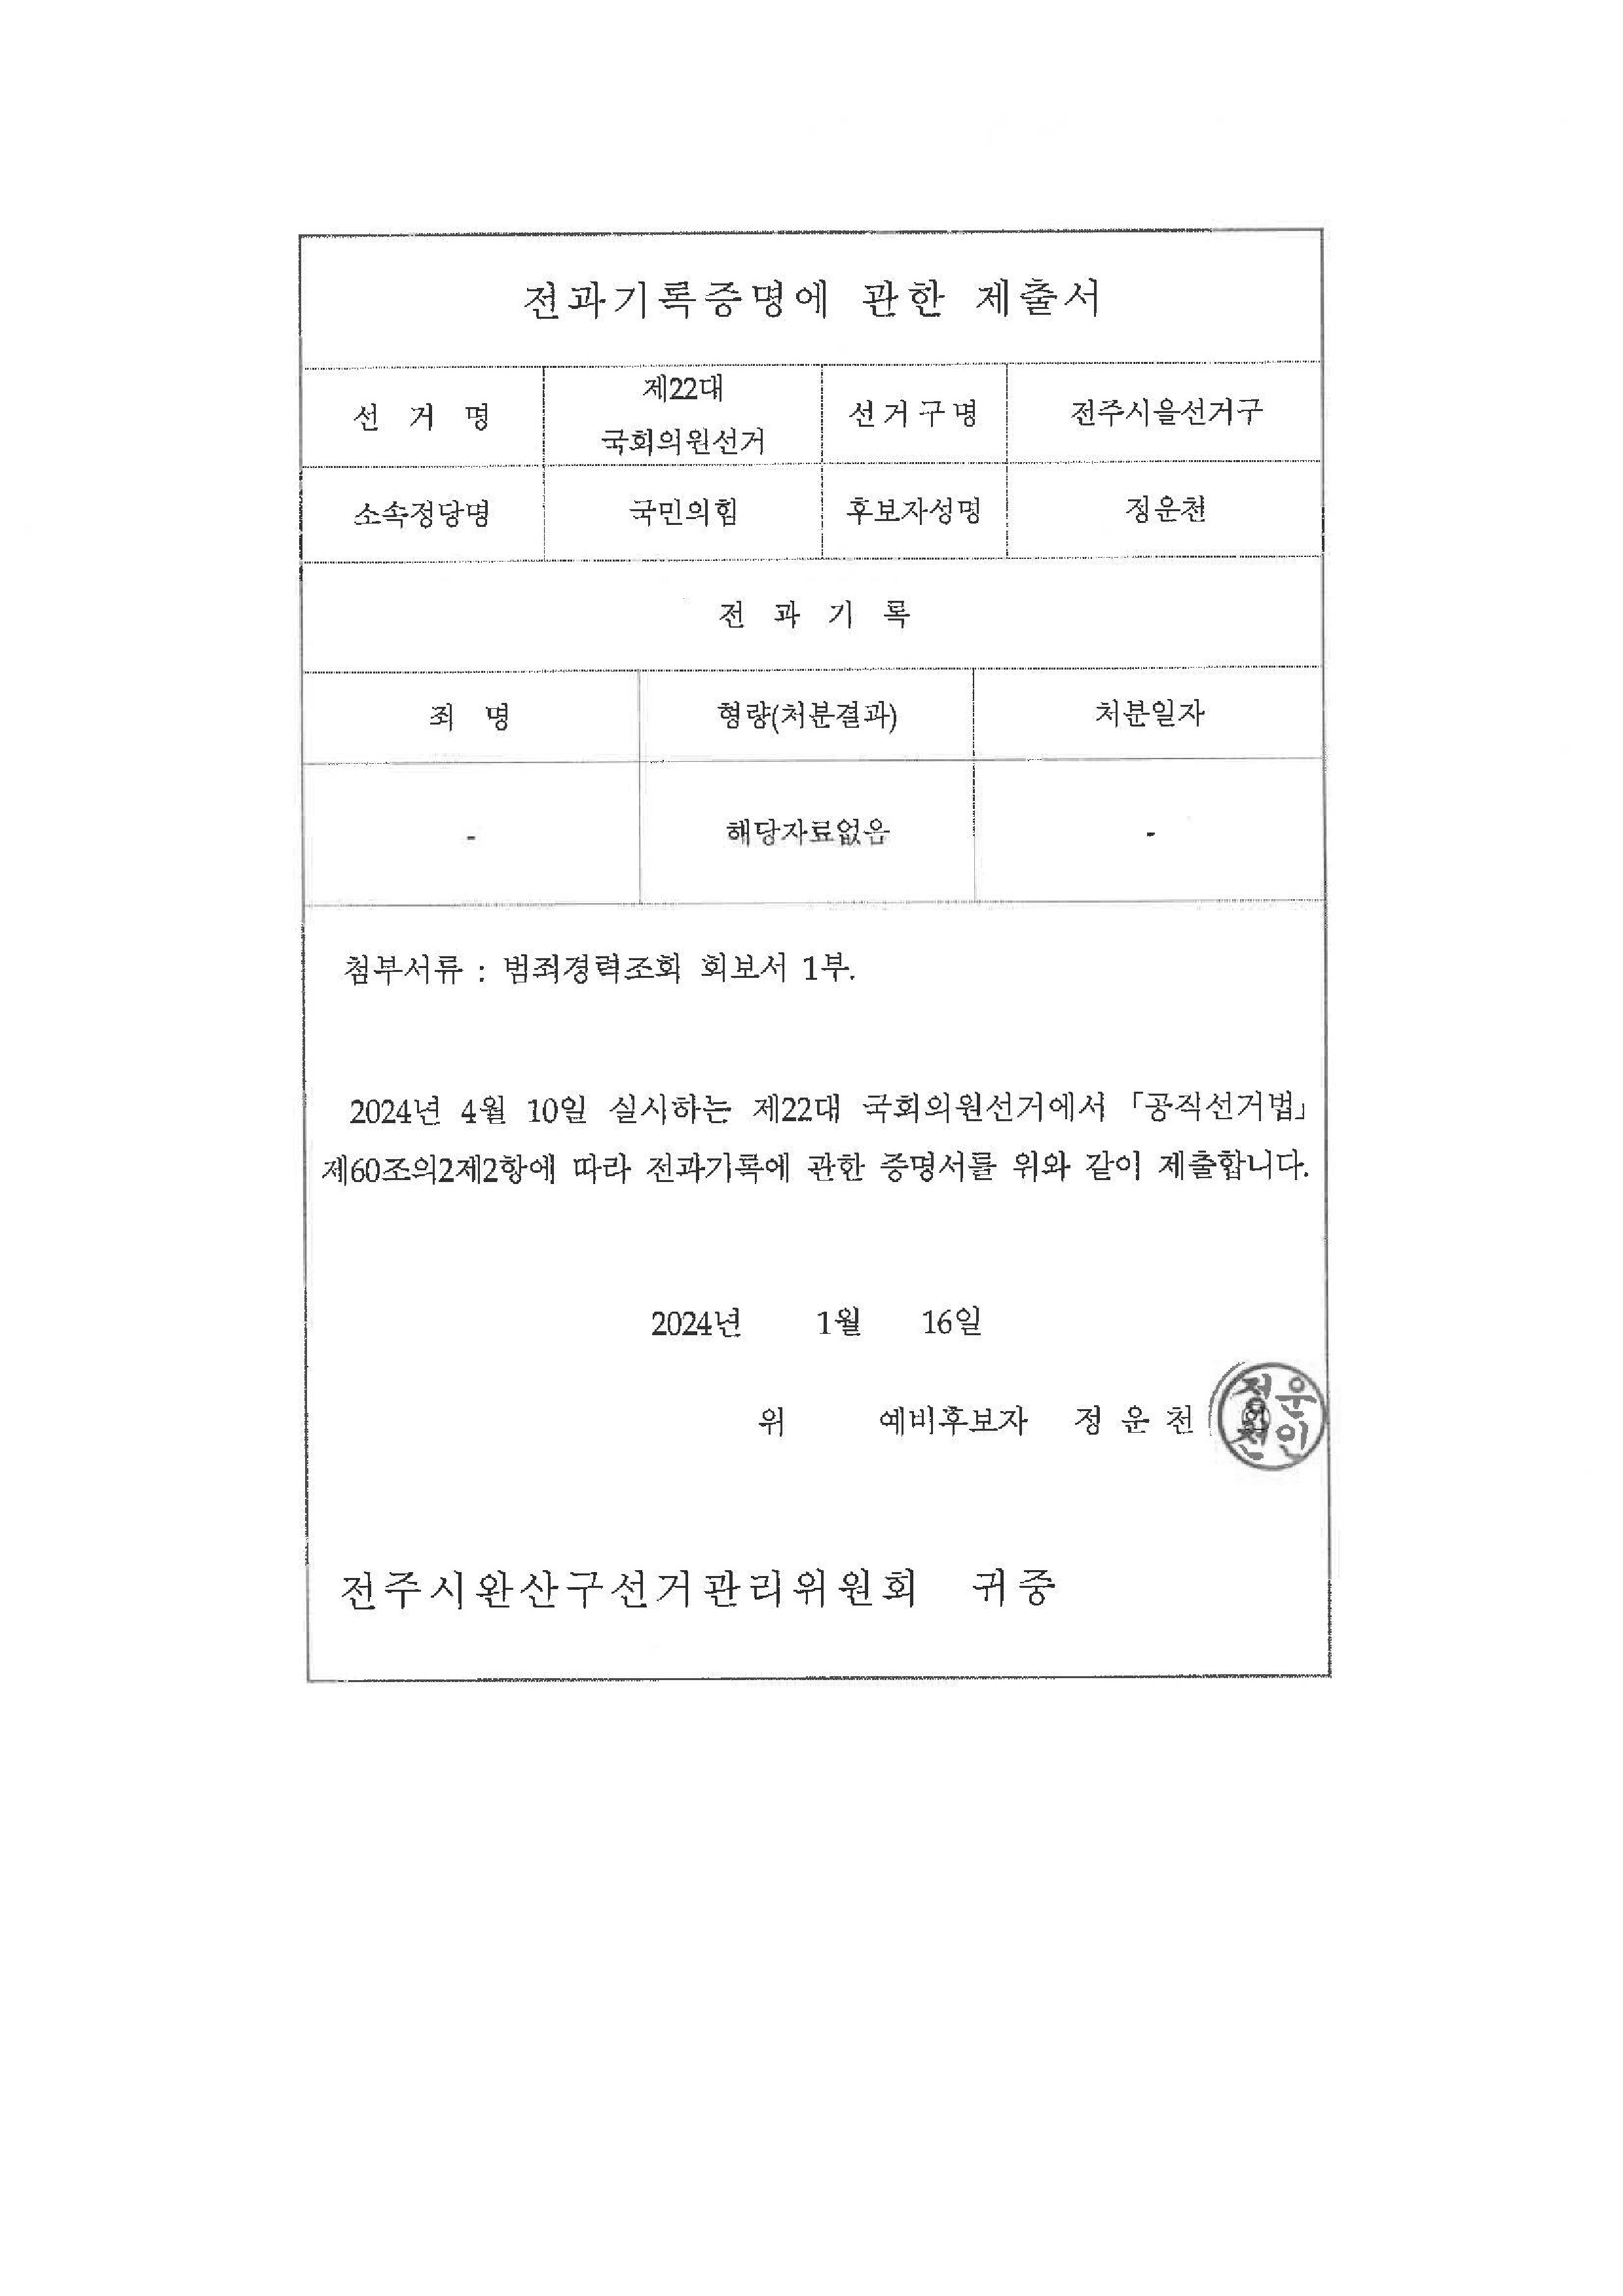 전과기록증명에 관한 제출서
선 거 명 제22대 국회의원선거 선거구명 전주시을선거구
소속정당명 국민의힘 후보자성명 정운천
전 과 기 록
죄 명 형량(처분결과) 처분일자
- 해당자료없음 -
첨부서류 : 범죄경력조회 회보서 1부.
2024년 4월 10일 실시하는 제22대 국회의원선거에서 「공직선거법」
제60조의2제2항에 따라 전과기록에 관한 증명서를 위와 같이 제출합니다.
2024년 1월 16일
위 예비후보자 정 운 천
정운천인
전주시완산구선거관리위원회 귀중